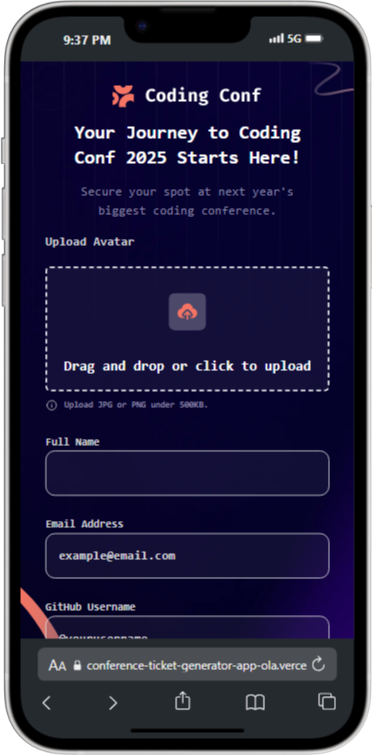 9:37 PM
5G
Coding Conf
Your Journey to Coding
Conf 2025 Starts Here!
Secure your spot at next year's
biggest coding conference.
Upload Avatar
Drag and drop or click to upload
Upload JPG or PNG under 500KB.
Full Name
Email Address
example@email.com
GitHub Username
@yourusername
AA conference-ticket-generator-app-ola.verce